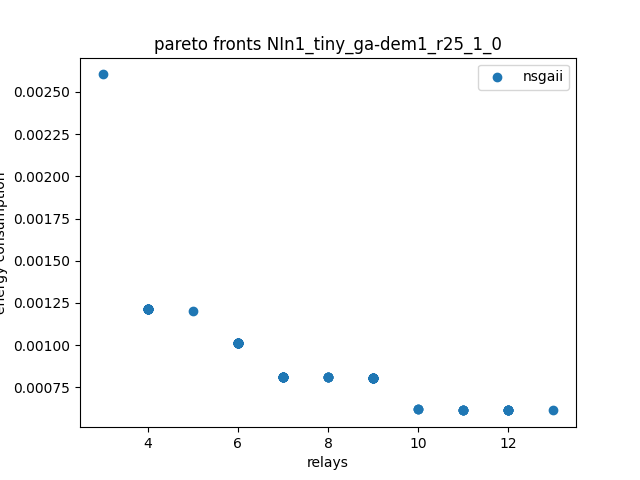 pareto fronts NIn1_tiny_ga-dem1_r25_1_0
nsgaii
0.00250
0.00225
0.00200
0.00175
0.00150
0.00125
0.00100
0.00075
energy consumption
4 6 8 10 12
relays